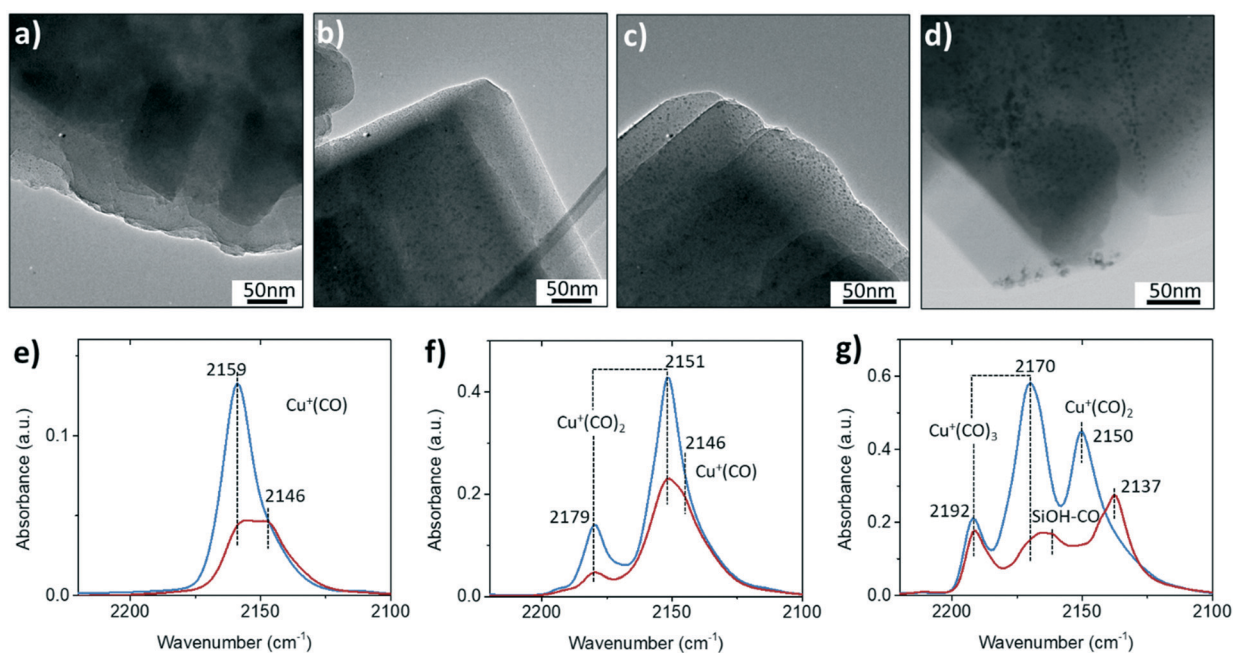 a)
b)
c)
d)
50nm
50nm
50nm
50nm
e)
2159
Cu⁺(CO)
2146
0.1
0.0
Absorbance (a.u.)
2200
2150
2100
Wavenumber (cm⁻¹)
f)
2151
Cu⁺(CO)₂
2146
Cu⁺(CO)
2179
0.4
0.2
0.0
Absorbance (a.u.)
2200
2150
2100
Wavenumber (cm⁻¹)
g)
2170
Cu⁺(CO)₃
Cu⁺(CO)₂
2150
2192
SiOH-CO
2137
0.6
0.4
0.2
0.0
Absorbance (a.u.)
2200
2150
2100
Wavenumber (cm⁻¹)